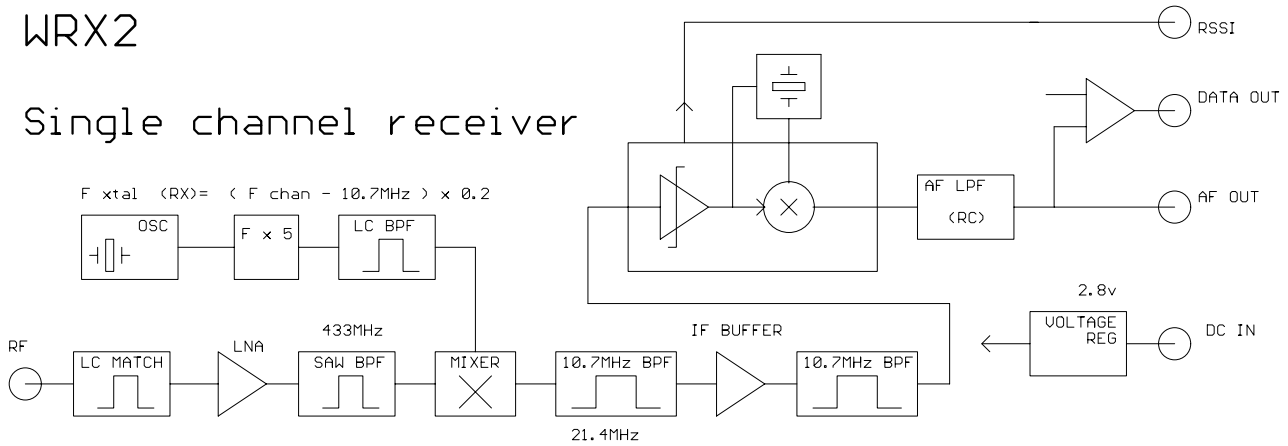 WRX2
Single channel receiver
F xtal (RX)= ( F chan - 10.7MHz ) x 0.2
OSC
F x 5
LC BPF
RSSI
DATA OUT
AF LPF
(RC)
AF OUT
2.8v
VOLTAGE
REG
DC IN
RF
LC MATCH
LNA
433MHz
SAW BPF
MIXER
10.7MHz BPF
21.4MHz
IF BUFFER
10.7MHz BPF